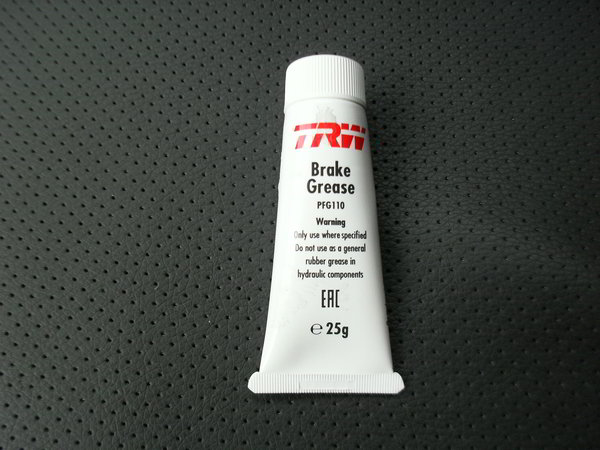 TRW
Brake
Grease
PFG110
Warning
Only use where specified
Do not use as a general
rubber grease in
hydraulic components
EAC
℮ 25g